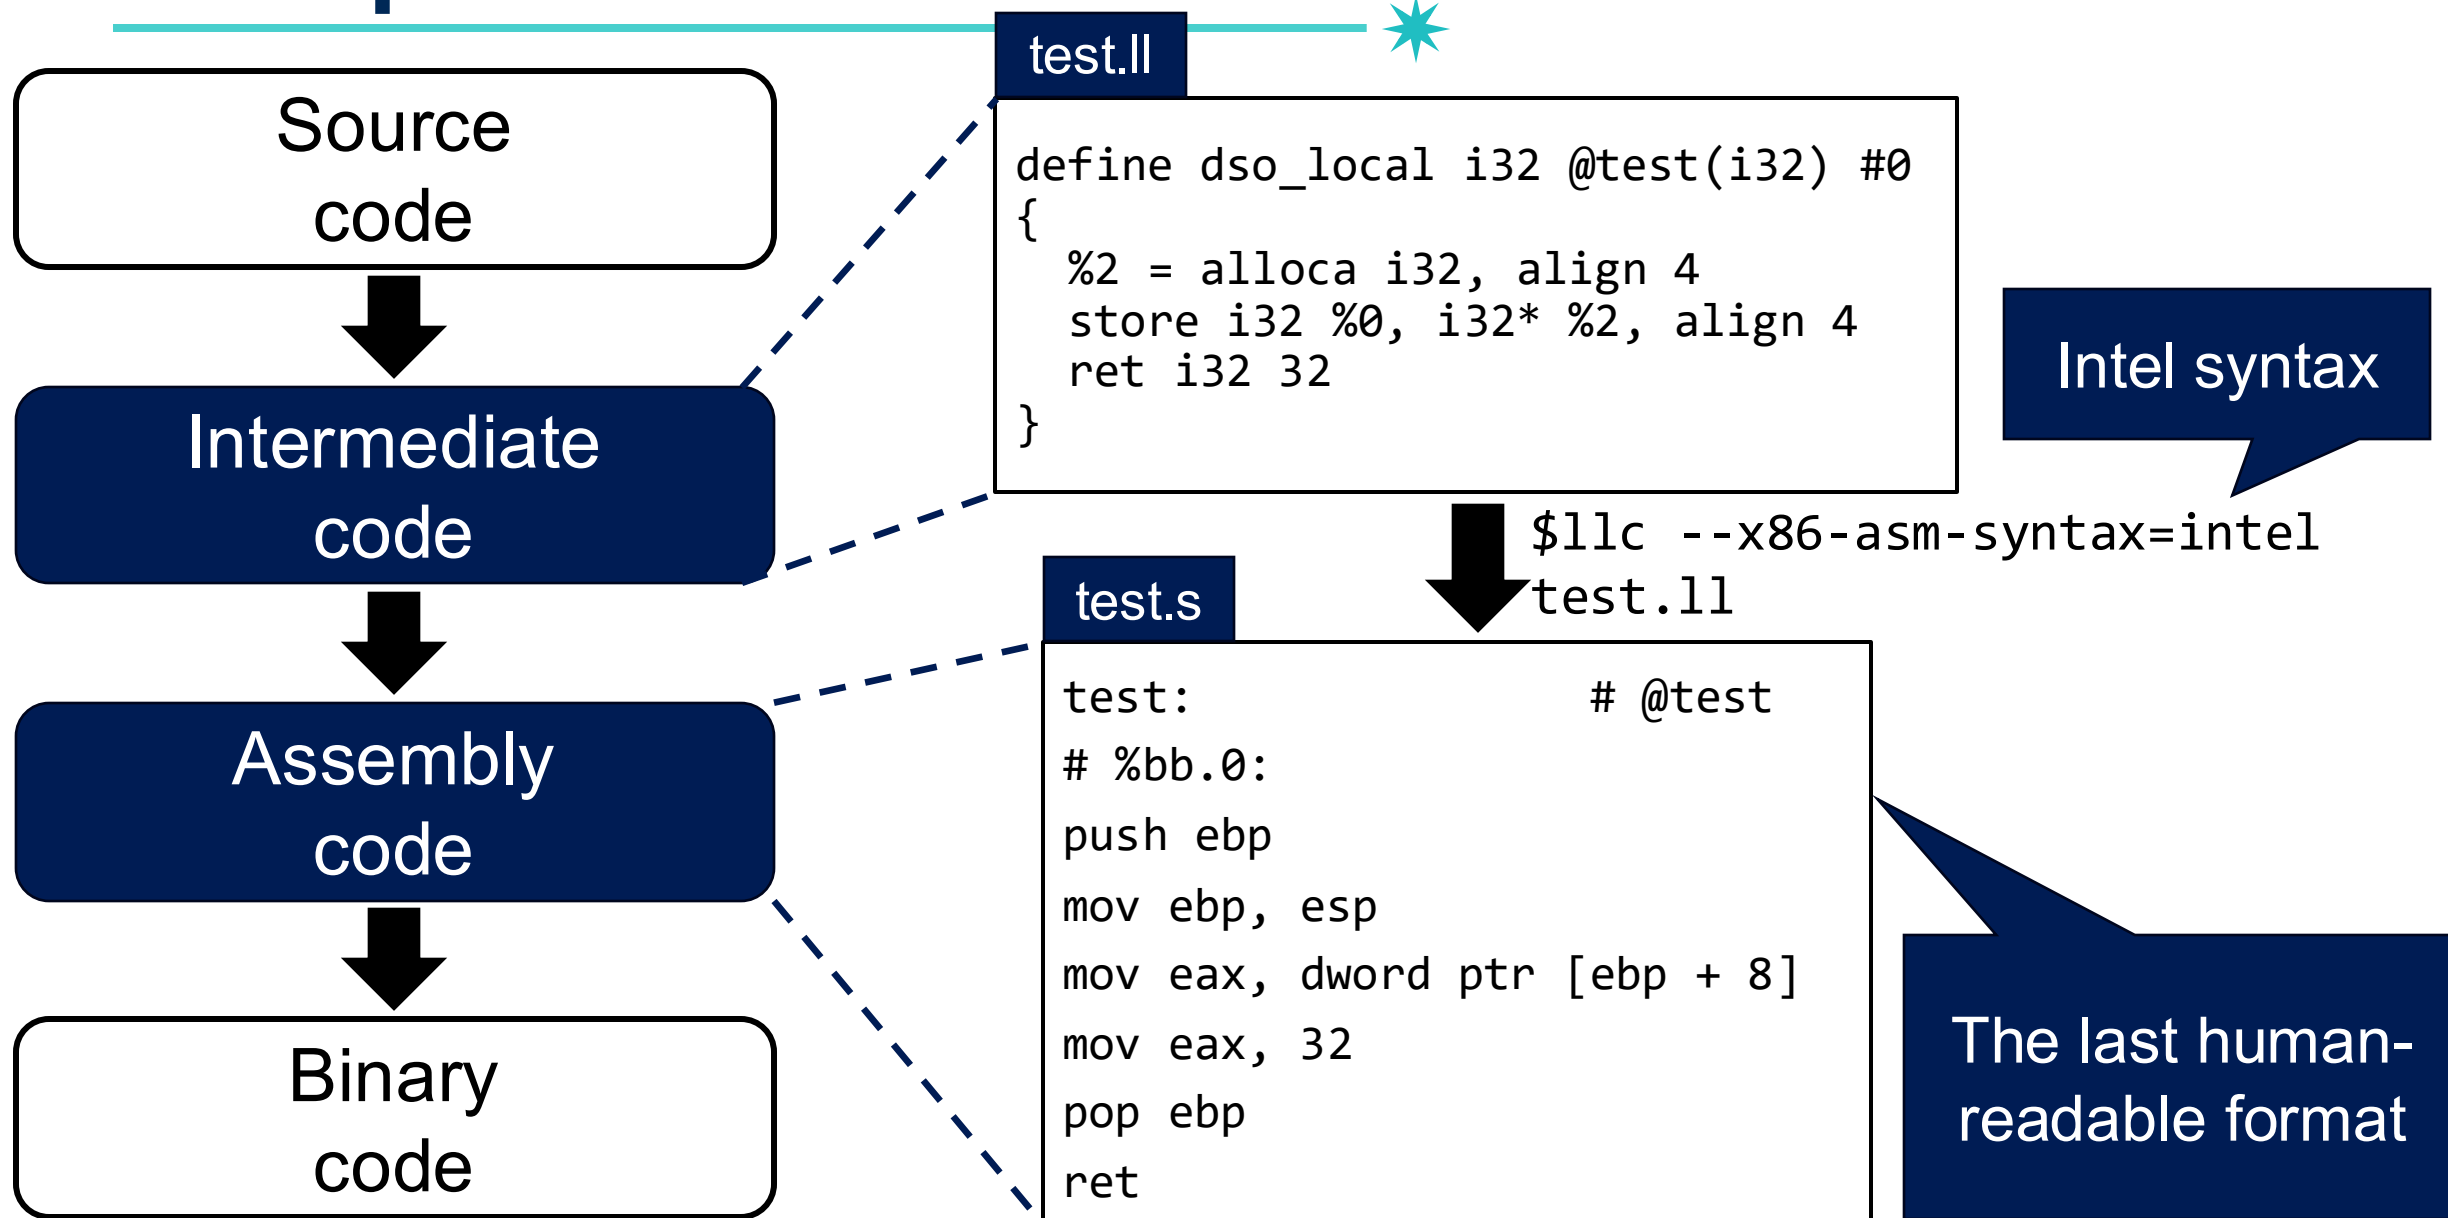 Source
code
Intermediate
code
Assembly
code
Binary
code
test.ll
define dso_local i32 @test(i32) #0
{
  %2 = alloca i32, align 4
  store i32 %0, i32* %2, align 4
  ret i32 32
}
Intel syntax
$llc --x86-asm-syntax=intel
test.ll
test.s
test: # @test
# %bb.0:
push ebp
mov ebp, esp
mov eax, dword ptr [ebp + 8]
mov eax, 32
pop ebp
ret
The last human-
readable format